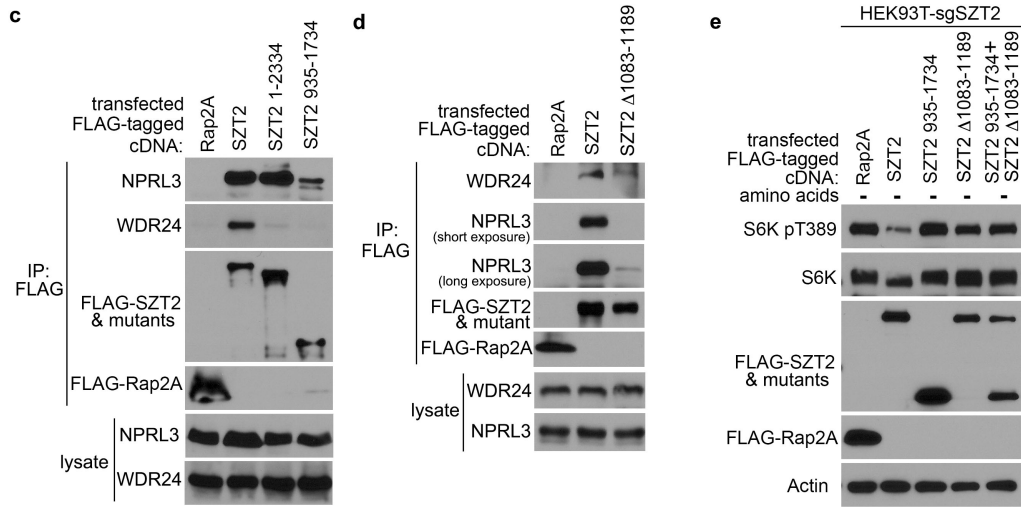 c
transfected
FLAG-tagged
cDNA:
Rap2A
SZT2
SZT2 1-2334
SZT2 935-1734
IP:
FLAG
NPRL3
WDR24
FLAG-SZT2
& mutants
FLAG-Rap2A
lysate
NPRL3
WDR24
d
transfected
FLAG-tagged
cDNA:
Rap2A
SZT2
SZT2 Δ1083-1189
IP:
FLAG
WDR24
NPRL3
(short exposure)
NPRL3
(long exposure)
FLAG-SZT2
& mutant
FLAG-Rap2A
lysate
WDR24
NPRL3
e
HEK93T-sgSZT2
transfected
FLAG-tagged
cDNA:
Rap2A
SZT2
SZT2 935-1734
SZT2 Δ1083-1189
SZT2 935-1734+
SZT2 Δ1083-1189
amino acids - - - - -
S6K pT389
S6K
FLAG-SZT2
& mutants
FLAG-Rap2A
Actin